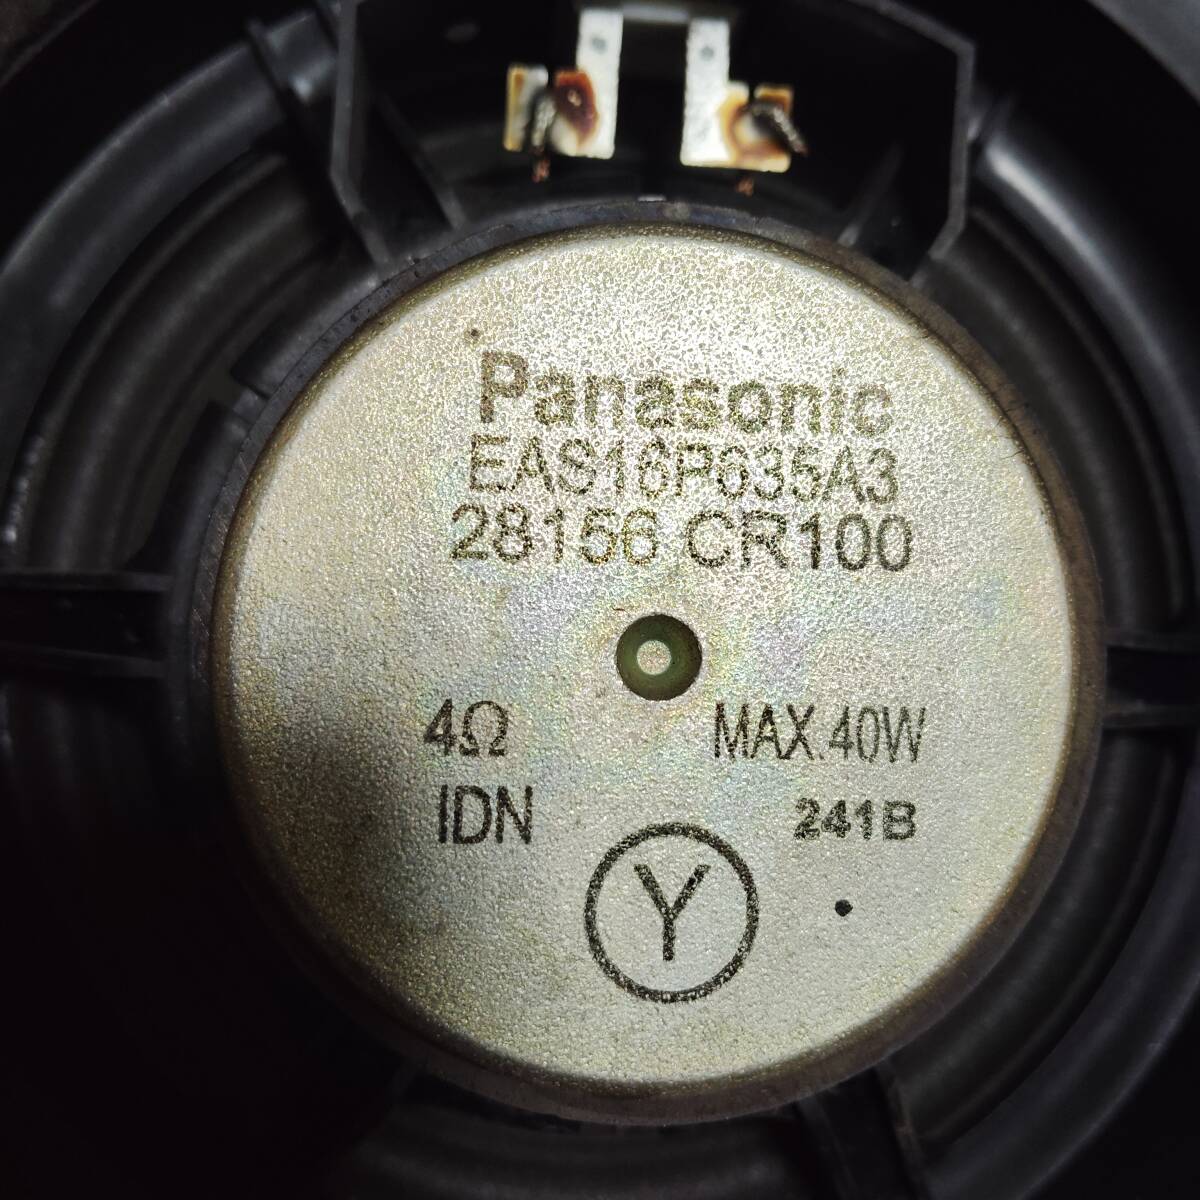 Panasonic
EAS16P635A3
28156 CR100
4Ω MAX.40W
IDN 241B
Y